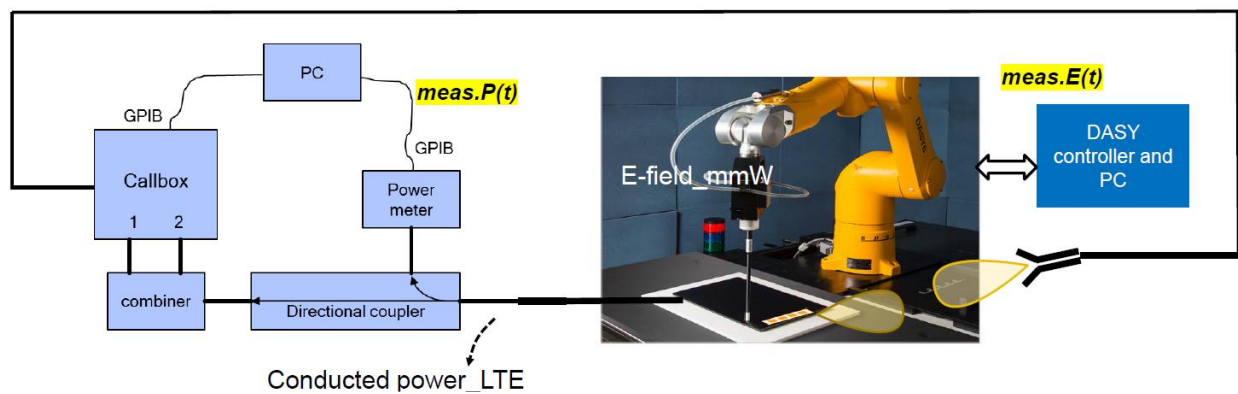 PC
meas.P(t)
meas.E(t)
GPIB
GPIB
Callbox
1 2
Power
meter
E-field_mmW
DASY
controller and
PC
combiner
Directional coupler
Conducted power_LTE